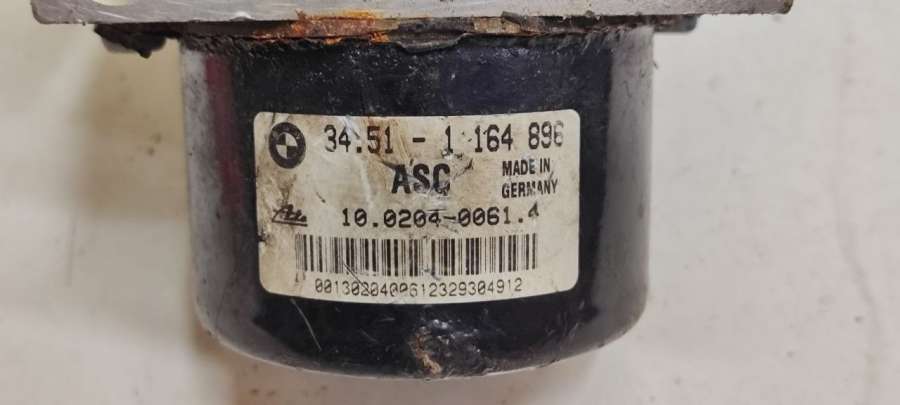 34.51 - 1 164 896
ASC
MADE IN
GERMANY
Ate
10.0204-0061.4
0013020400612329304912